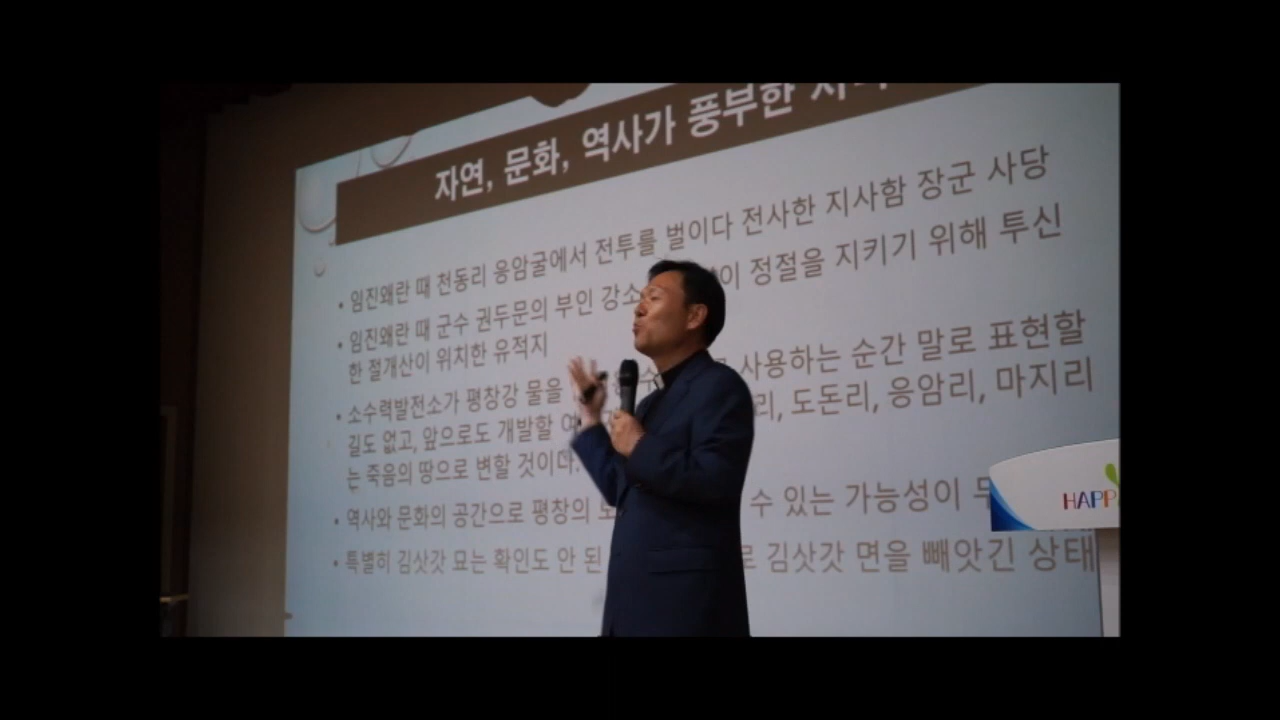 자연, 문화, 역사가 풍부한
• 임진왜란 때 천동리 응암굴에서 전투를 벌이다 전사한 지사함 장군 사당
• 임진왜란 때 군수 권두문의 부인 강소 이 정절을 지키기 위해 투신
한 절개산이 위치한 유적지
• 소수력발전소가 평창강 물을 사용하는 순간 말로 표현할
길도 없고, 앞으로도 개발할 리, 도돈리, 응암리, 마지리
는 죽음의 땅으로 변할 것이다.
• 역사와 문화의 공간으로 평창의 수 있는 가능성이
• 특별히 김삿갓 묘는 확인도 안 된 로 김삿갓 면을 빼앗긴 상태
HAPP